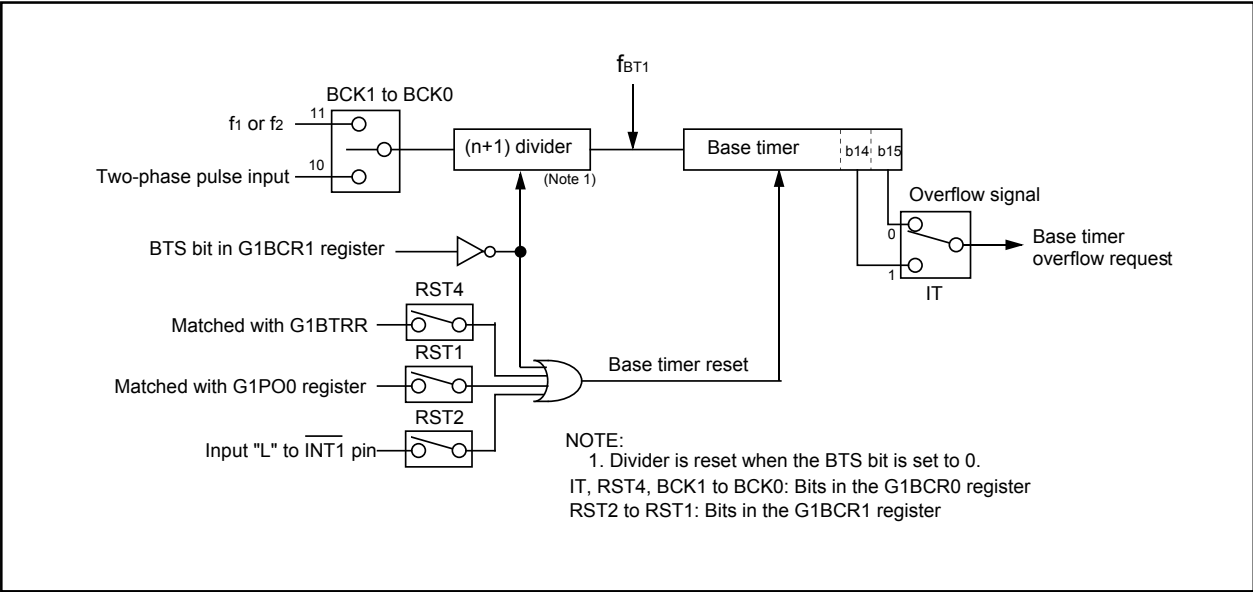 fBT1
BCK1 to BCK0
11
f1 or f2
10
Two-phase pulse input
(n+1) divider
(Note 1)
Base timer
b14
b15
Overflow signal
0
1
IT
Base timer
overflow request
BTS bit in G1BCR1 register
RST4
Matched with G1BTRR
RST1
Matched with G1PO0 register
RST2
Input "L" to INT1 pin
Base timer reset
NOTE:
1. Divider is reset when the BTS bit is set to 0.
IT, RST4, BCK1 to BCK0: Bits in the G1BCR0 register
RST2 to RST1: Bits in the G1BCR1 register